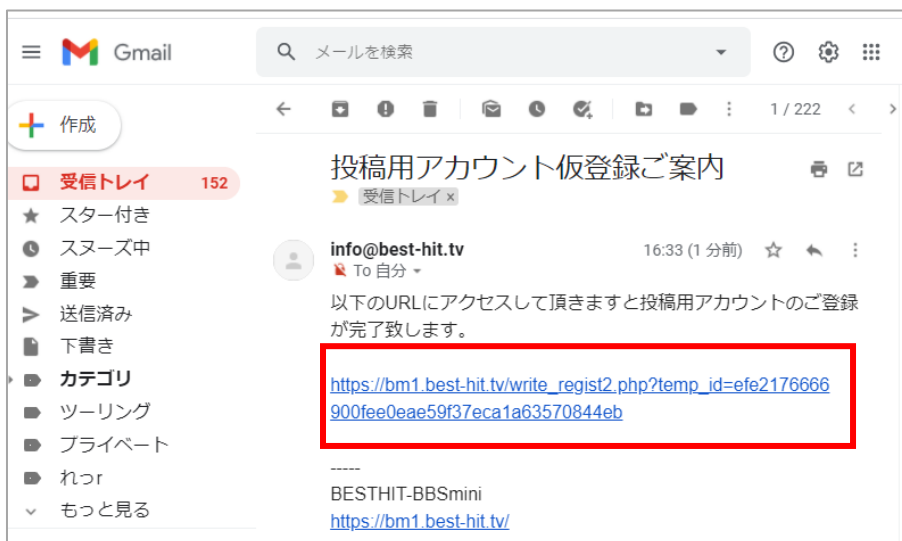 Gmail
メールを検索
作成
1 / 222
投稿用アカウント仮登録ご案内
受信トレイ x
受信トレイ 152
スター付き
スヌーズ中
重要
送信済み
下書き
カテゴリ
ツーリング
プライベート
れっr
もっと見る
info@best-hit.tv
16:33 (1 分前)
To 自分
以下のURLにアクセスして頂きますと投稿用アカウントのご登録
が完了致します。
https://bm1.best-hit.tv/write_regist2.php?temp_id=efe2176666
900fee0eae59f37eca1a63570844eb
-----
BESTHIT-BBSmini
https://bm1.best-hit.tv/